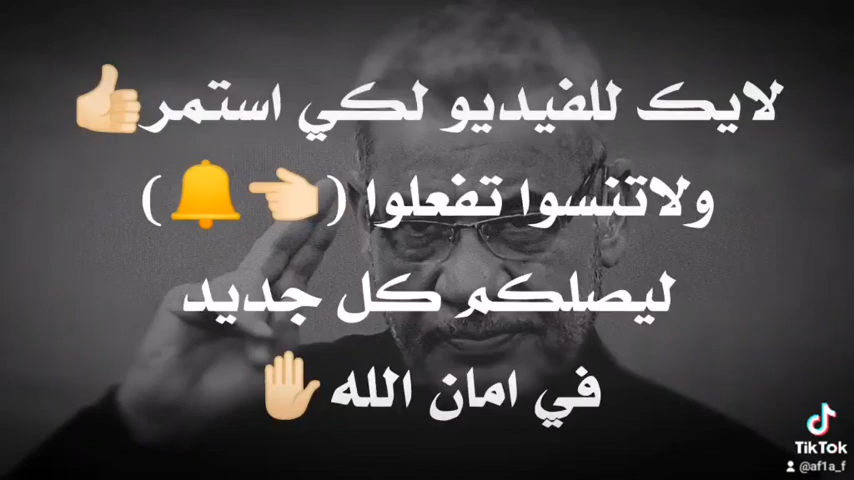 لايك للفيديو لكي استمر👍🏻
ولاتنسوا تفعلوا (👈🏻🔔)
ليصلكم كل جديد
في امان الله🤚🏻
TikTok
@af1a_f